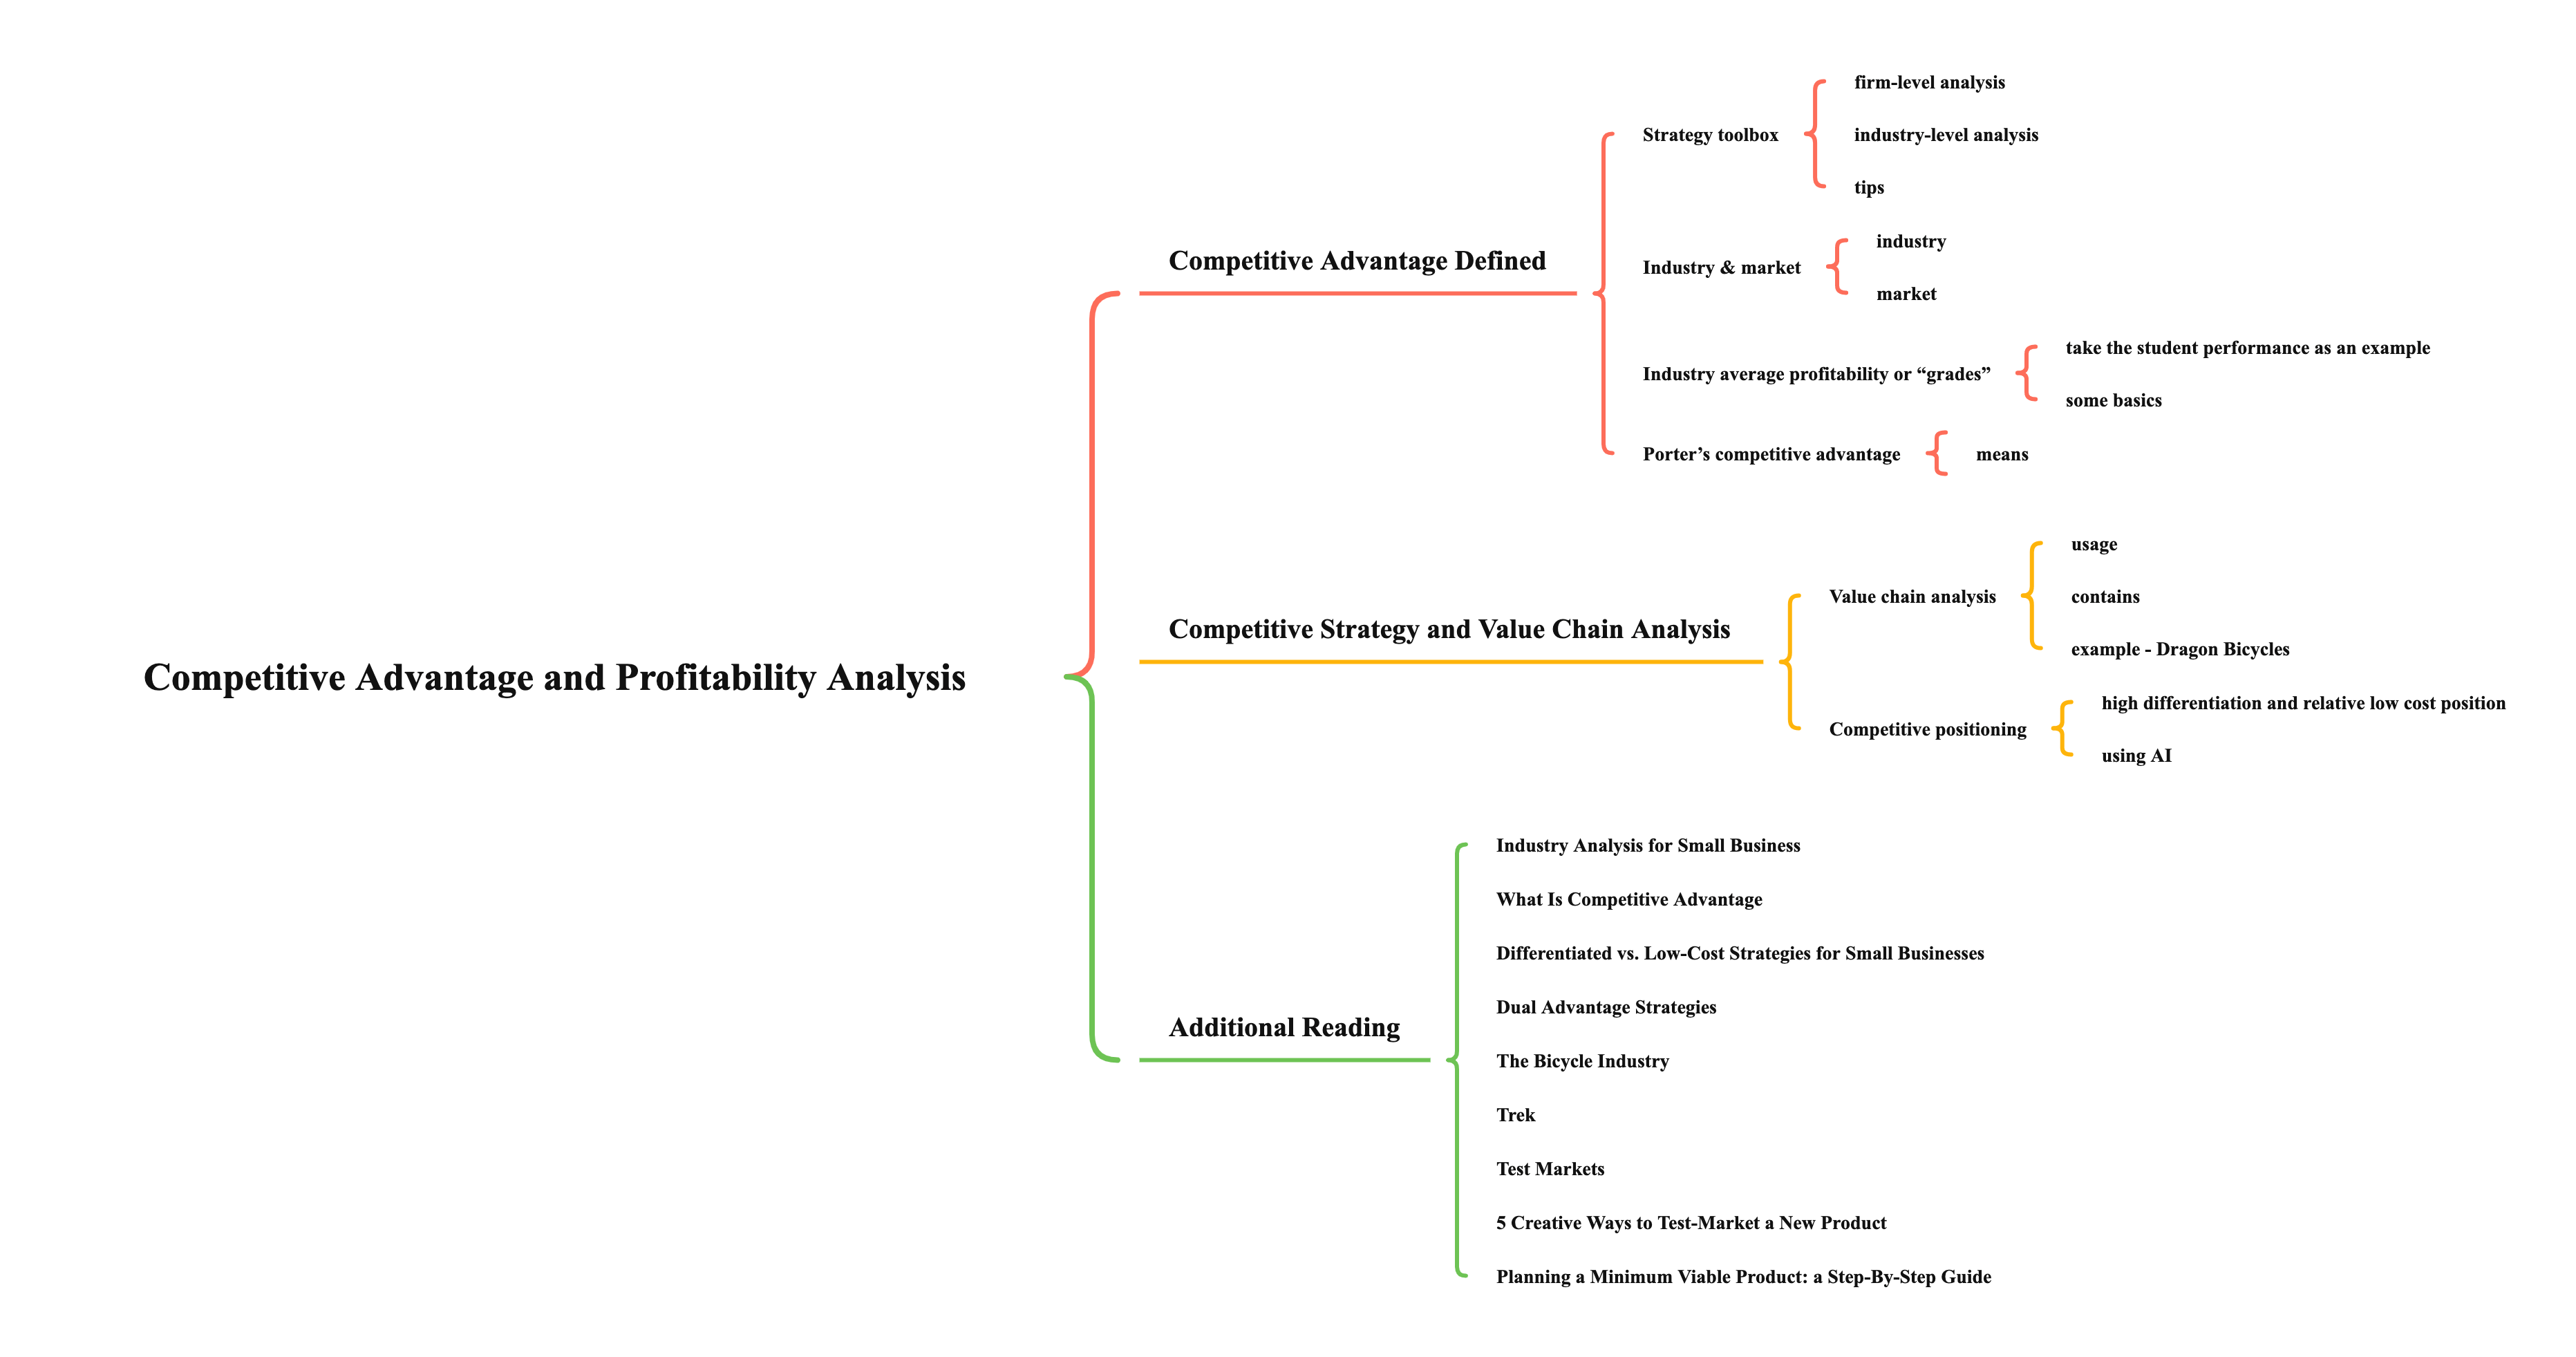 Competitive Advantage and Profitability Analysis
Competitive Advantage Defined
Strategy toolbox
firm-level analysis
industry-level analysis
tips
Industry & market
industry
market
Industry average profitability or “grades”
take the student performance as an example
some basics
Porter’s competitive advantage
means
Competitive Strategy and Value Chain Analysis
Value chain analysis
usage
contains
example - Dragon Bicycles
Competitive positioning
high differentiation and relative low cost position
using AI
Additional Reading
Industry Analysis for Small Business
What Is Competitive Advantage
Differentiated vs. Low-Cost Strategies for Small Businesses
Dual Advantage Strategies
The Bicycle Industry
Trek
Test Markets
5 Creative Ways to Test-Market a New Product
Planning a Minimum Viable Product: a Step-By-Step Guide